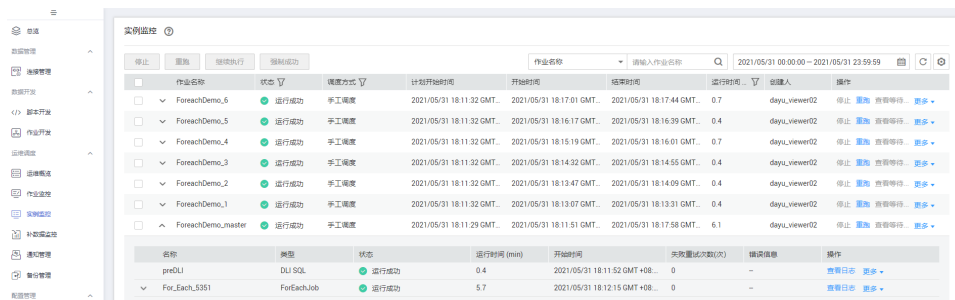 总览
实例监控
数据管理
停止 重跑 继续执行 强制成功 作业名称 请输入作业名称 2021/05/31 00:00:00 – 2021/05/31 23:59:59
连接管理
作业名称 状态 调度方式 计划开始时间 开始时间 结束时间 运行时间... 创建人 操作
数据开发
ForeachDemo_6 运行成功 手工调度 2021/05/31 18:11:32 GMT... 2021/05/31 18:17:01 GMT... 2021/05/31 18:17:44 GMT... 0.7 dayu_viewer02 停止 重跑 查看等待... 更多
脚本开发
ForeachDemo_5 运行成功 手工调度 2021/05/31 18:11:32 GMT... 2021/05/31 18:16:17 GMT... 2021/05/31 18:16:39 GMT... 0.4 dayu_viewer02 停止 重跑 查看等待... 更多
作业开发
ForeachDemo_4 运行成功 手工调度 2021/05/31 18:11:32 GMT... 2021/05/31 18:15:19 GMT... 2021/05/31 18:16:01 GMT... 0.7 dayu_viewer02 停止 重跑 查看等待... 更多
运维调度
ForeachDemo_3 运行成功 手工调度 2021/05/31 18:11:32 GMT... 2021/05/31 18:14:32 GMT... 2021/05/31 18:14:55 GMT... 0.4 dayu_viewer02 停止 重跑 查看等待... 更多
运维概览
ForeachDemo_2 运行成功 手工调度 2021/05/31 18:11:32 GMT... 2021/05/31 18:13:47 GMT... 2021/05/31 18:14:09 GMT... 0.4 dayu_viewer02 停止 重跑 查看等待... 更多
作业监控
ForeachDemo_1 运行成功 手工调度 2021/05/31 18:11:32 GMT... 2021/05/31 18:13:07 GMT... 2021/05/31 18:13:31 GMT... 0.4 dayu_viewer02 停止 重跑 查看等待... 更多
实例监控
ForeachDemo_master 运行成功 手工调度 2021/05/31 18:11:29 GMT... 2021/05/31 18:11:51 GMT... 2021/05/31 18:17:58 GMT... 6.1 dayu_viewer02 停止 重跑 查看等待... 更多
补数据监控
通知管理
名称 类型 状态 运行时间 (min) 开始时间 失败重试次数(次) 错误信息 操作
备份管理
preDLI DLI SQL 运行成功 0.4 2021/05/31 18:11:52 GMT +08:... 0 – 查看日志 更多
For_Each_5351 ForEachJob 运行成功 5.7 2021/05/31 18:12:15 GMT +08:... 0 – 查看日志 更多
配置管理